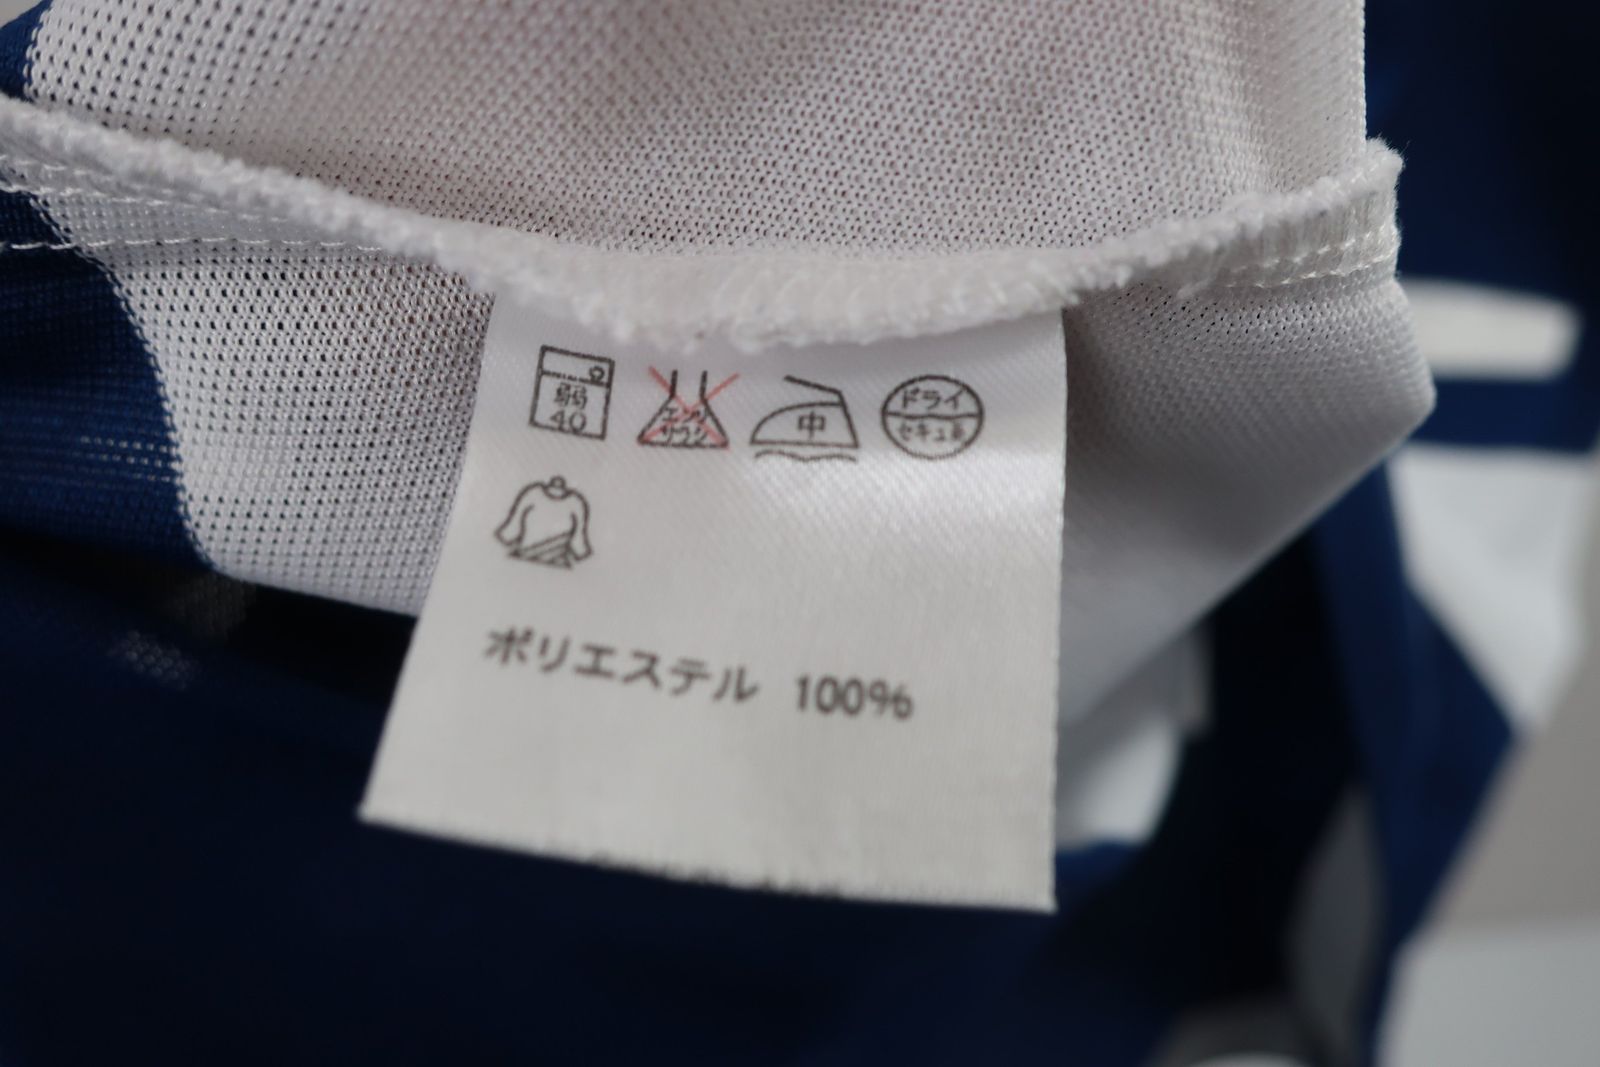 弱 40
エンソ サラシ
中
ドライ セキユ系
ポリエステル 100%